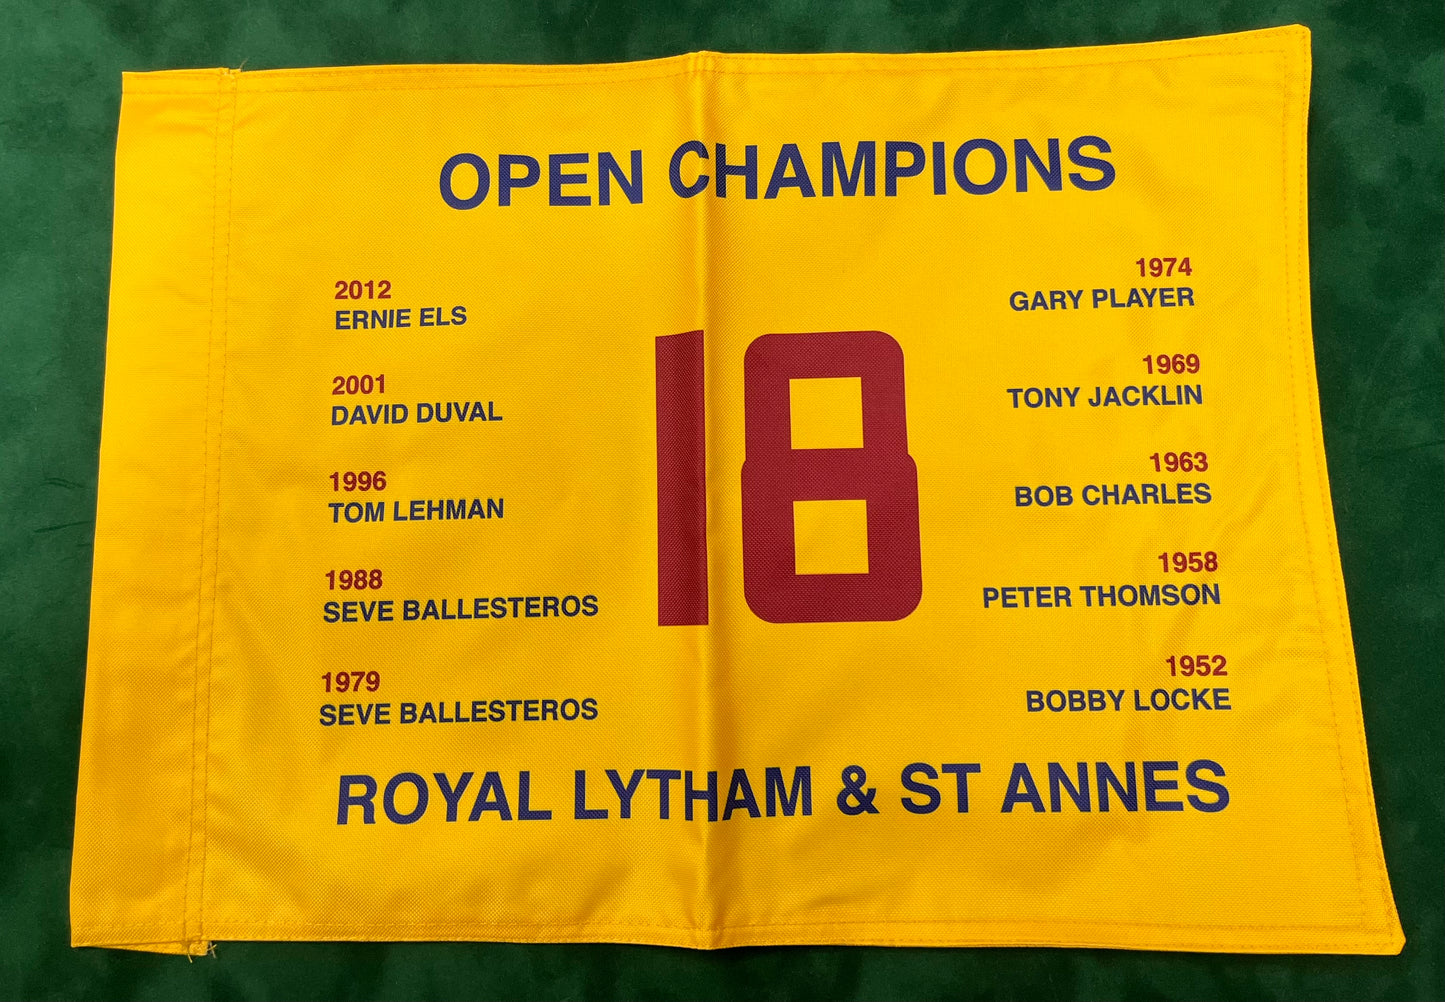 OPEN CHAMPIONS
2012
ERNIE ELS
2001
DAVID DUVAL
1996
TOM LEHMAN
1988
SEVE BALLESTEROS
1979
SEVE BALLESTEROS
18
1974
GARY PLAYER
1969
TONY JACKLIN
1963
BOB CHARLES
1958
PETER THOMSON
1952
BOBBY LOCKE
ROYAL LYTHAM & ST ANNES